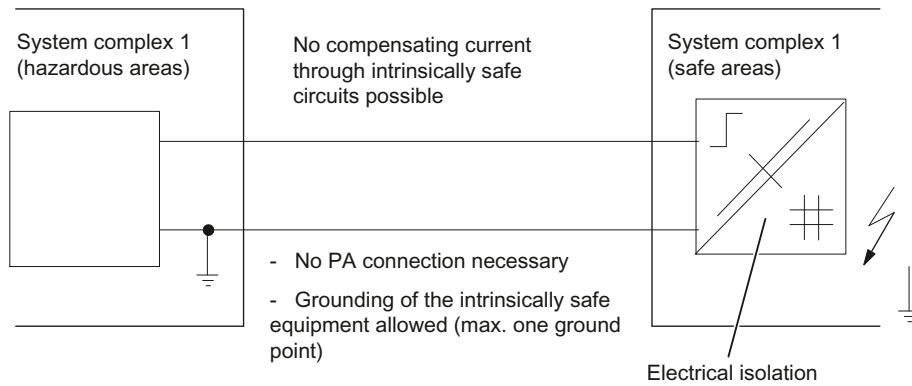 System complex 1
(hazardous areas)
No compensating current
through intrinsically safe
circuits possible
System complex 1
(safe areas)
- No PA connection necessary
- Grounding of the intrinsically safe
equipment allowed (max. one ground
point)
Electrical isolation